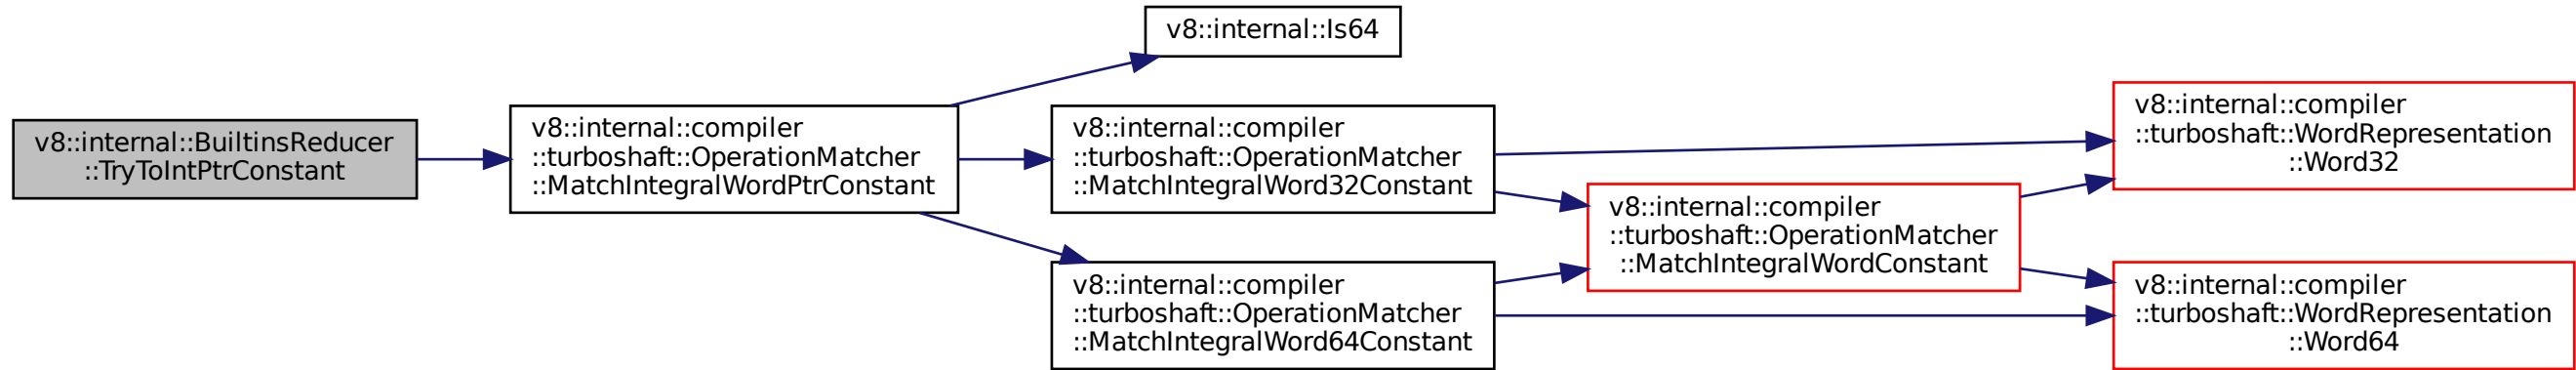 v8::internal::BuiltinsReducer
::TryToIntPtrConstant
v8::internal::compiler
::turboshaft::OperationMatcher
::MatchIntegralWordPtrConstant
v8::internal::Is64
v8::internal::compiler
::turboshaft::OperationMatcher
::MatchIntegralWord32Constant
v8::internal::compiler
::turboshaft::OperationMatcher
::MatchIntegralWord64Constant
v8::internal::compiler
::turboshaft::OperationMatcher
::MatchIntegralWordConstant
v8::internal::compiler
::turboshaft::WordRepresentation
::Word32
v8::internal::compiler
::turboshaft::WordRepresentation
::Word64